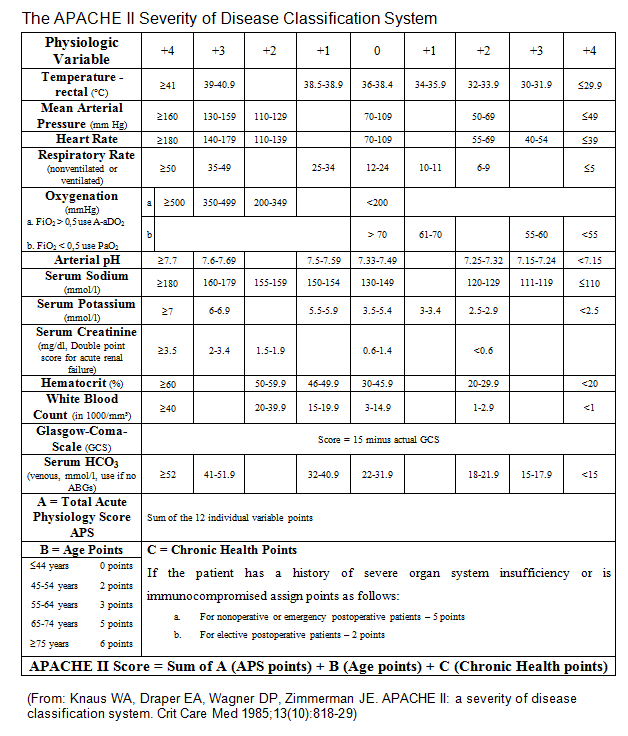 The APACHE II Severity of Disease Classification System
Physiologic Variable +4 +3 +2 +1 0 +1 +2 +3 +4
Temperature - rectal (°C) ≥41 39-40.9 38.5-38.9 36-38.4 34-35.9 32-33.9 30-31.9 ≤29.9
Mean Arterial Pressure (mm Hg) ≥160 130-159 110-129 70-109 50-69 ≤49
Heart Rate ≥180 140-179 110-139 70-109 55-69 40-54 ≤39
Respiratory Rate (nonventilated or ventilated) ≥50 35-49 25-34 12-24 10-11 6-9 ≤5
Oxygenation (mmHg)
a. FiO2 > 0,5 use A-aDO2 a ≥500 350-499 200-349 <200
b. FiO2 < 0,5 use PaO2 b > 70 61-70 55-60 <55
Arterial pH ≥7.7 7.6-7.69 7.5-7.59 7.33-7.49 7.25-7.32 7.15-7.24 <7.15
Serum Sodium (mmol/l) ≥180 160-179 155-159 150-154 130-149 120-129 111-119 ≤110
Serum Potassium (mmol/l) ≥7 6-6.9 5.5-5.9 3.5-5.4 3-3.4 2.5-2.9 <2.5
Serum Creatinine (mg/dl, Double point score for acute renal failure) ≥3.5 2-3.4 1.5-1.9 0.6-1.4 <0.6
Hematocrit (%) ≥60 50-59.9 46-49.9 30-45.9 20-29.9 <20
White Blood Count (in 1000/mm³) ≥40 20-39.9 15-19.9 3-14.9 1-2.9 <1
Glasgow-Coma-Scale (GCS) Score = 15 minus actual GCS
Serum HCO3 (venous, mmol/l, use if no ABGs) ≥52 41-51.9 32-40.9 22-31.9 18-21.9 15-17.9 <15
A = Total Acute Physiology Score APS Sum of the 12 individual variable points
B = Age Points
≤44 years 0 points
45-54 years 2 points
55-64 years 3 points
65-74 years 5 points
≥75 years 6 points
C = Chronic Health Points
If the patient has a history of severe organ system insufficiency or is
immunocompromised assign points as follows:
a. For nonoperative or emergency postoperative patients – 5 points
b. For elective postoperative patients – 2 points
APACHE II Score = Sum of A (APS points) + B (Age points) + C (Chronic Health points)
(From: Knaus WA, Draper EA, Wagner DP, Zimmerman JE. APACHE II: a severity of disease
classification system. Crit Care Med 1985;13(10):818-29)